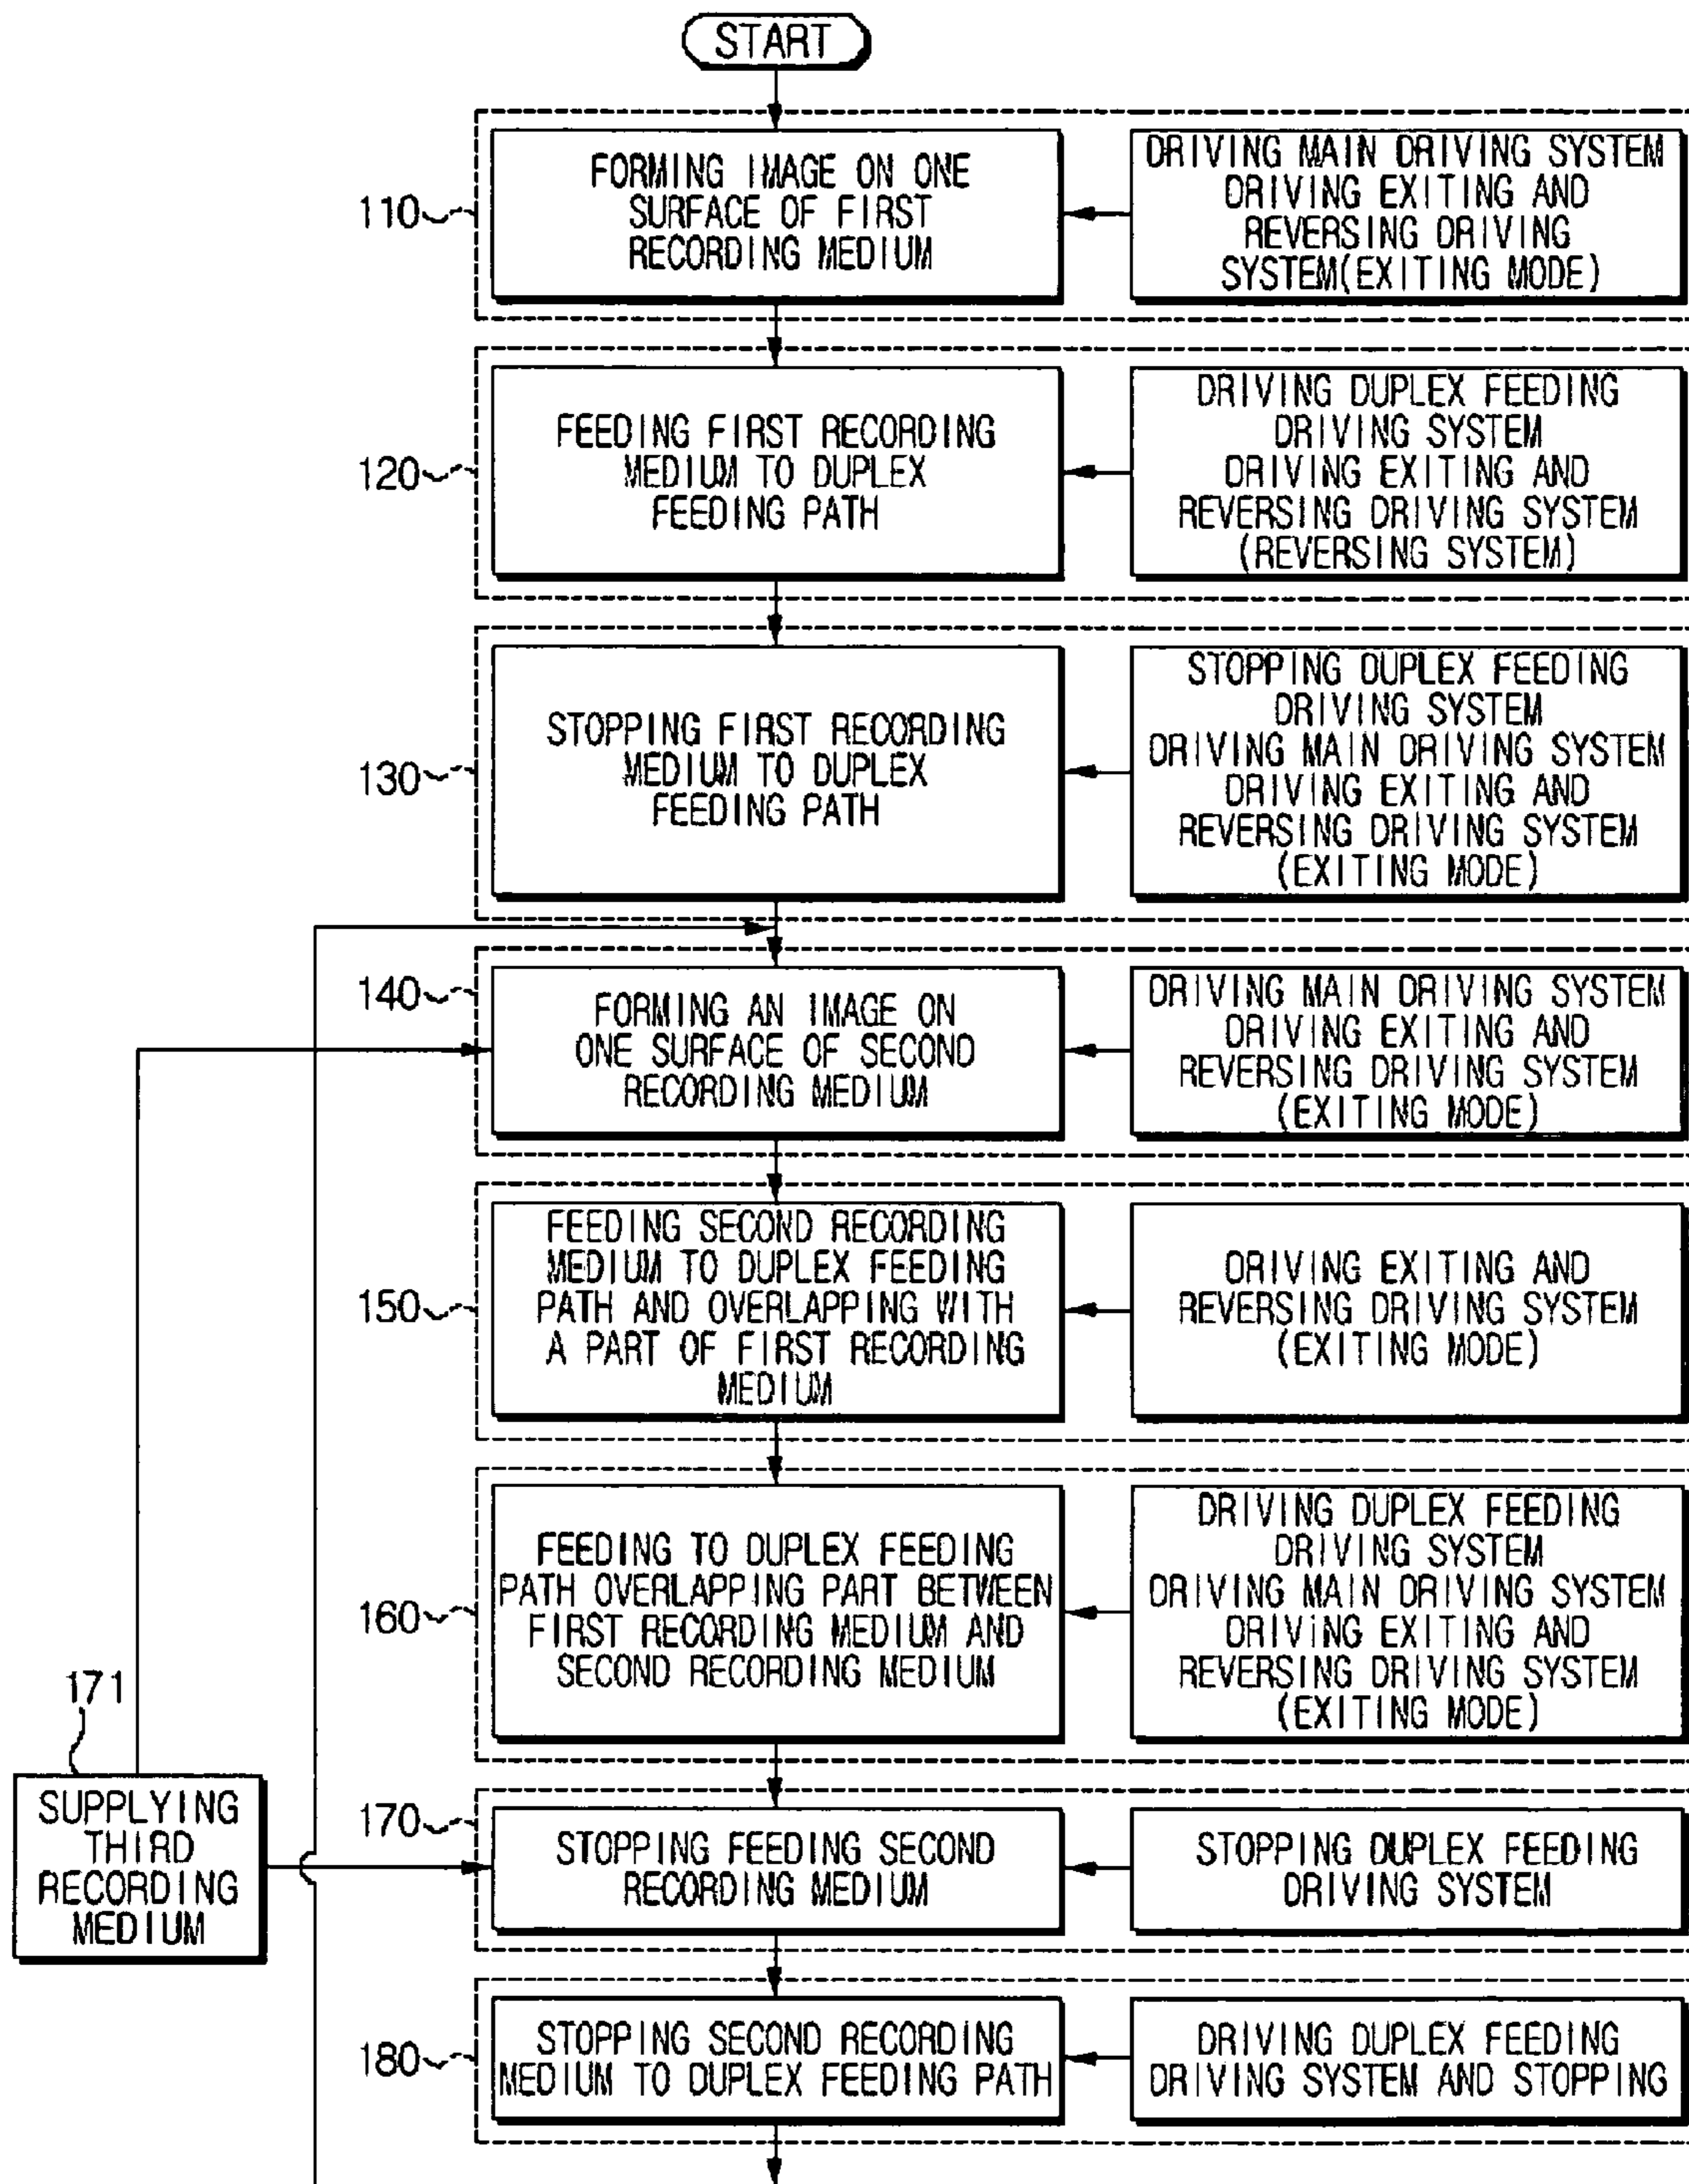 START
FORMING IMAGE ON ONE
SURFACE OF FIRST
RECORDING MEDIUM
DRIVING MAIN DRIVING SYSTEM
DRIVING EXITING AND
REVERSING DRIVING
SYSTEM(EXITING MODE)
110
FEEDING FIRST RECORDING
MEDIUM TO DUPLEX
FEEDING PATH
DRIVING DUPLEX FEEDING
DRIVING SYSTEM
DRIVING EXITING AND
REVERSING DRIVING SYSTEM
(REVERSING SYSTEM)
120
STOPPING FIRST RECORDING
MEDIUM TO DUPLEX
FEEDING PATH
STOPPING DUPLEX FEEDING
DRIVING SYSTEM
DRIVING MAIN DRIVING SYSTEM
DRIVING EXITING AND
REVERSING DRIVING SYSTEM
(EXITING MODE)
130
140
FORMING AN IMAGE ON
ONE SURFACE OF SECOND
RECORDING MEDIUM
DRIVING MAIN DRIVING SYSTEM
DRIVING EXITING AND
REVERSING DRIVING SYSTEM
(EXITING MODE)
FEEDING SECOND RECORDING
MEDIUM TO DUPLEX FEEDING
PATH AND OVERLAPPING WITH
A PART OF FIRST RECORDING
MEDIUM
DRIVING EXITING AND
REVERSING DRIVING SYSTEM
(EXITING MODE)
150
FEEDING TO DUPLEX FEEDING
PATH OVERLAPPING PART BETWEEN
FIRST RECORDING MEDIUM AND
SECOND RECORDING MEDIUM
DRIVING DUPLEX FEEDING
DRIVING SYSTEM
DRIVING MAIN DRIVING SYSTEM
DRIVING EXITING AND
REVERSING DRIVING SYSTEM
(EXITING MODE)
160
171
SUPPLYING
THIRD
RECORDING
MEDIUM
170
STOPPING FEEDING SECOND
RECORDING MEDIUM
STOPPING DUPLEX FEEDING
DRIVING SYSTEM
180
STOPPING SECOND RECORDING
MEDIUM TO DUPLEX FEEDING PATH
DRIVING DUPLEX FEEDING
DRIVING SYSTEM AND STOPPING